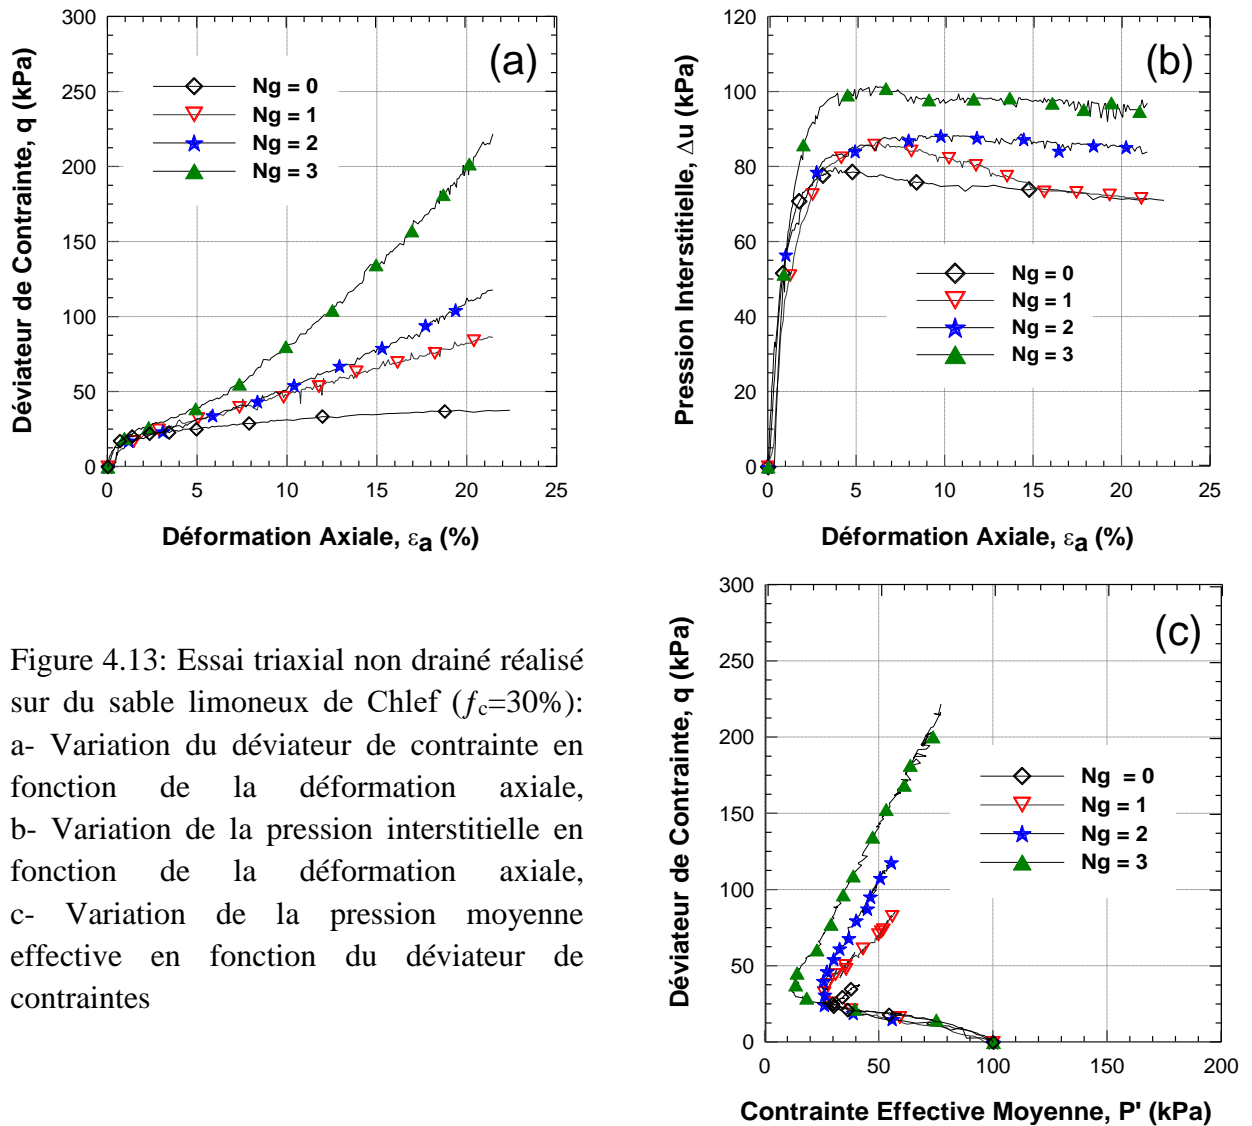 (a)
Déviateur de Contrainte, q (kPa)
300
250
200
150
100
50
0
Ng = 0
Ng = 1
Ng = 2
Ng = 3
0 5 10 15 20 25
Déformation Axiale, εa (%)
(b)
Pression Interstitielle, Δu (kPa)
120
100
80
60
40
20
0
Ng = 0
Ng = 1
Ng = 2
Ng = 3
0 5 10 15 20 25
Déformation Axiale, εa (%)
Figure 4.13: Essai triaxial non drainé réalisé
sur du sable limoneux de Chlef (fc=30%):
a- Variation du déviateur de contrainte en
fonction de la déformation axiale,
b- Variation de la pression interstitielle en
fonction de la déformation axiale,
c- Variation de la pression moyenne
effective en fonction du déviateur de
contraintes
(c)
Déviateur de Contrainte, q (kPa)
300
250
200
150
100
50
0
Ng = 0
Ng = 1
Ng = 2
Ng = 3
0 50 100 150 200
Contrainte Effective Moyenne, P' (kPa)